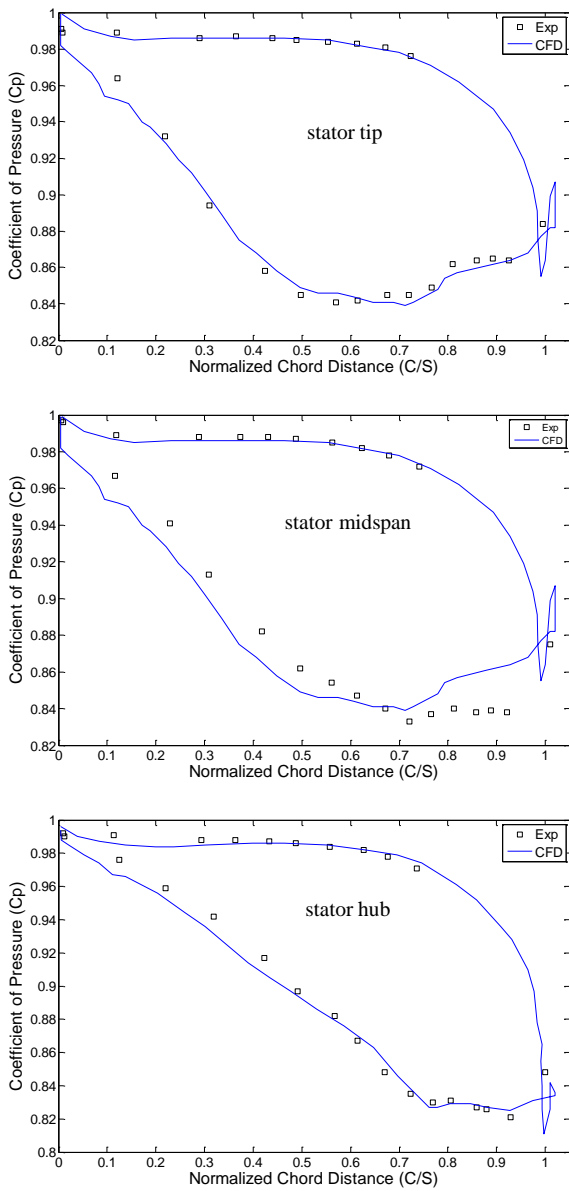 1
0.98
0.96
0.94
0.92
0.9
0.88
0.86
0.84
0.82
Coefficient of Pressure (Cp)
Exp
CFD
stator tip
0 0.1 0.2 0.3 0.4 0.5 0.6 0.7 0.8 0.9 1
Normalized Chord Distance (C/S)
1
0.98
0.96
0.94
0.92
0.9
0.88
0.86
0.84
0.82
Coefficient of Pressure (Cp)
Exp
CFD
stator midspan
0 0.1 0.2 0.3 0.4 0.5 0.6 0.7 0.8 0.9 1
Normalized Chord Distance (C/S)
1
0.98
0.96
0.94
0.92
0.9
0.88
0.86
0.84
0.82
0.8
Coefficient of Pressure (Cp)
Exp
CFD
stator hub
0 0.1 0.2 0.3 0.4 0.5 0.6 0.7 0.8 0.9 1
Normalized Chord Distance (C/S)